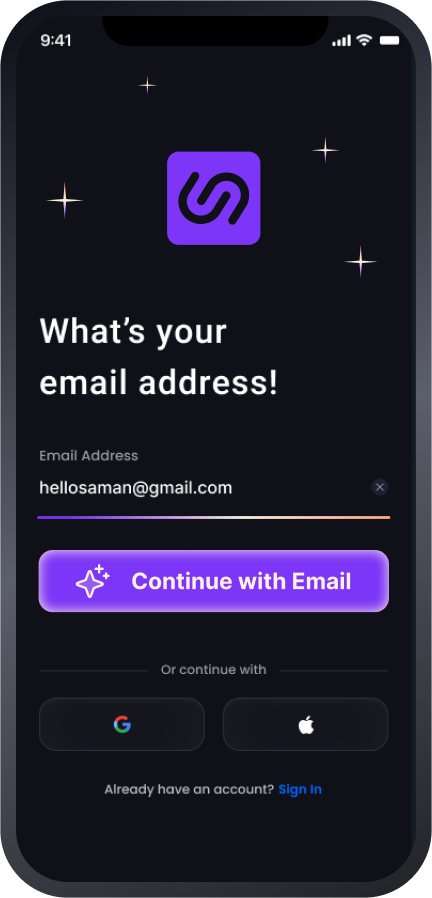 9:41
What’s your
email address!
Email Address
hellosaman@gmail.com
Continue with Email
Or continue with
Already have an account? Sign In